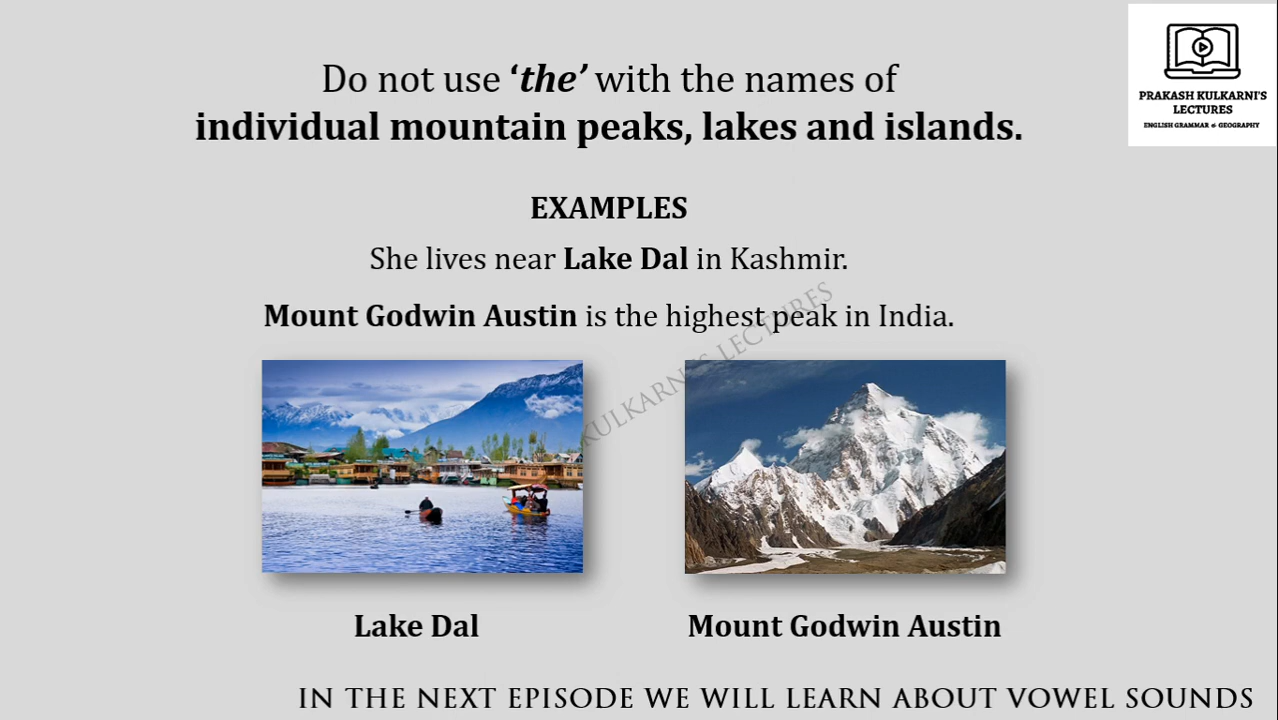 Do not use ‘the’ with the names of
individual mountain peaks, lakes and islands.
PRAKASH KULKARNI'S
LECTURES
ENGLISH GRAMMAR & GEOGRAPHY
EXAMPLES
She lives near Lake Dal in Kashmir.
Mount Godwin Austin is the highest peak in India.
KULKARNI'S LECTURES
Lake Dal
Mount Godwin Austin
IN THE NEXT EPISODE WE WILL LEARN ABOUT VOWEL SOUNDS